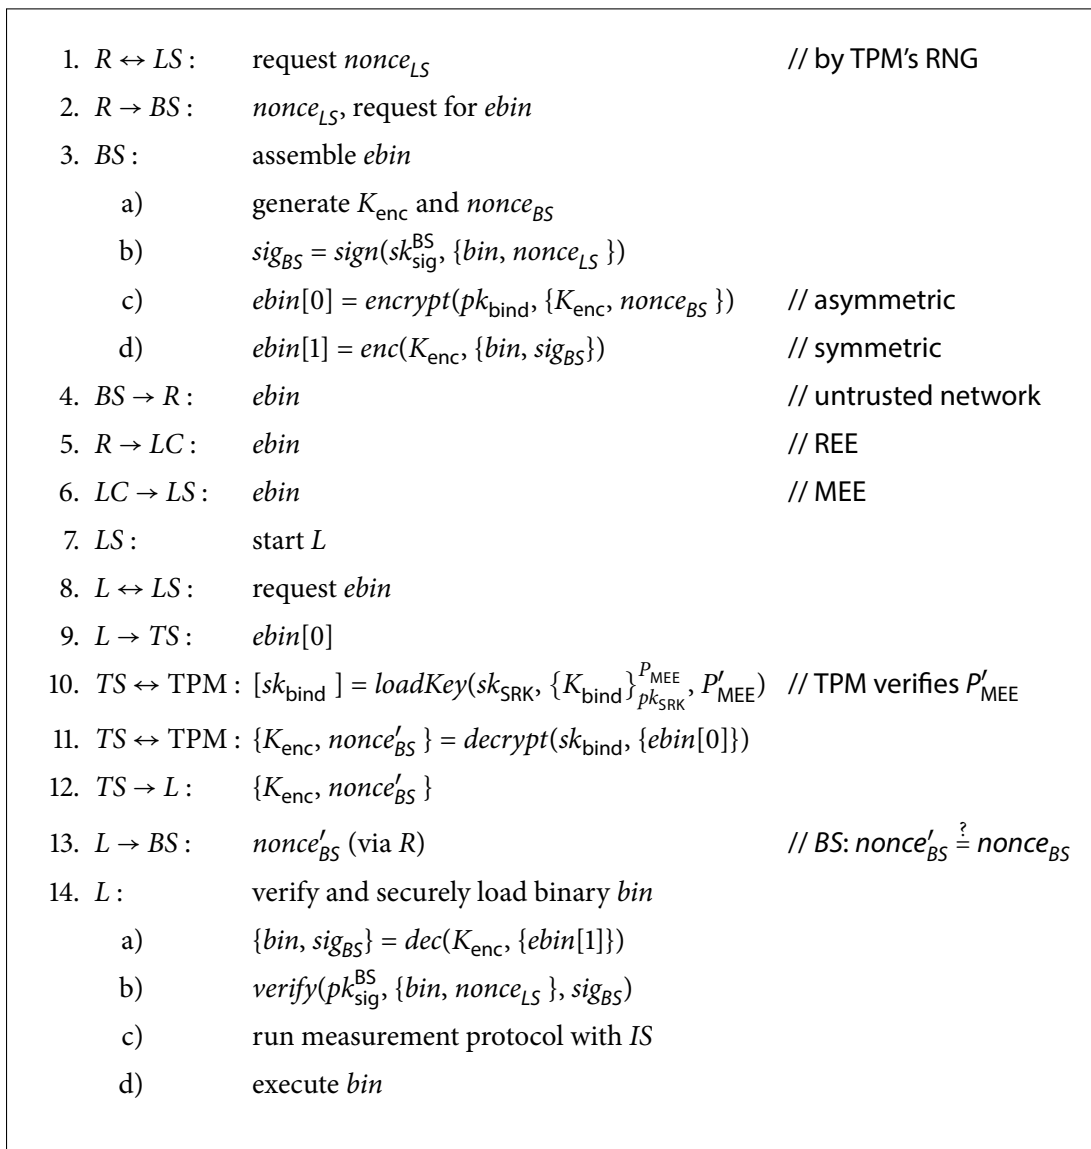 1. R ↔ LS : request nonce_LS // by TPM's RNG
2. R → BS : nonce_LS, request for ebin
3. BS : assemble ebin
a) generate K_enc and nonce_BS
b) sig_BS = sign(sk_sig^BS, {bin, nonce_LS })
c) ebin[0] = encrypt(pk_bind, {K_enc, nonce_BS }) // asymmetric
d) ebin[1] = enc(K_enc, {bin, sig_BS}) // symmetric
4. BS → R : ebin // untrusted network
5. R → LC : ebin // REE
6. LC → LS : ebin // MEE
7. LS : start L
8. L ↔ LS : request ebin
9. L → TS : ebin[0]
10. TS ↔ TPM : [sk_bind ] = loadKey(sk_SRK, {K_bind}_{pk_SRK}^{P_MEE}, P′_MEE) // TPM verifies P′_MEE
11. TS ↔ TPM : {K_enc, nonce′_BS } = decrypt(sk_bind, {ebin[0]})
12. TS → L : {K_enc, nonce′_BS }
13. L → BS : nonce′_BS (via R) // BS: nonce′_BS ≟ nonce_BS
14. L : verify and securely load binary bin
a) {bin, sig_BS} = dec(K_enc, {ebin[1]})
b) verify(pk_sig^BS, {bin, nonce_LS }, sig_BS)
c) run measurement protocol with IS
d) execute bin